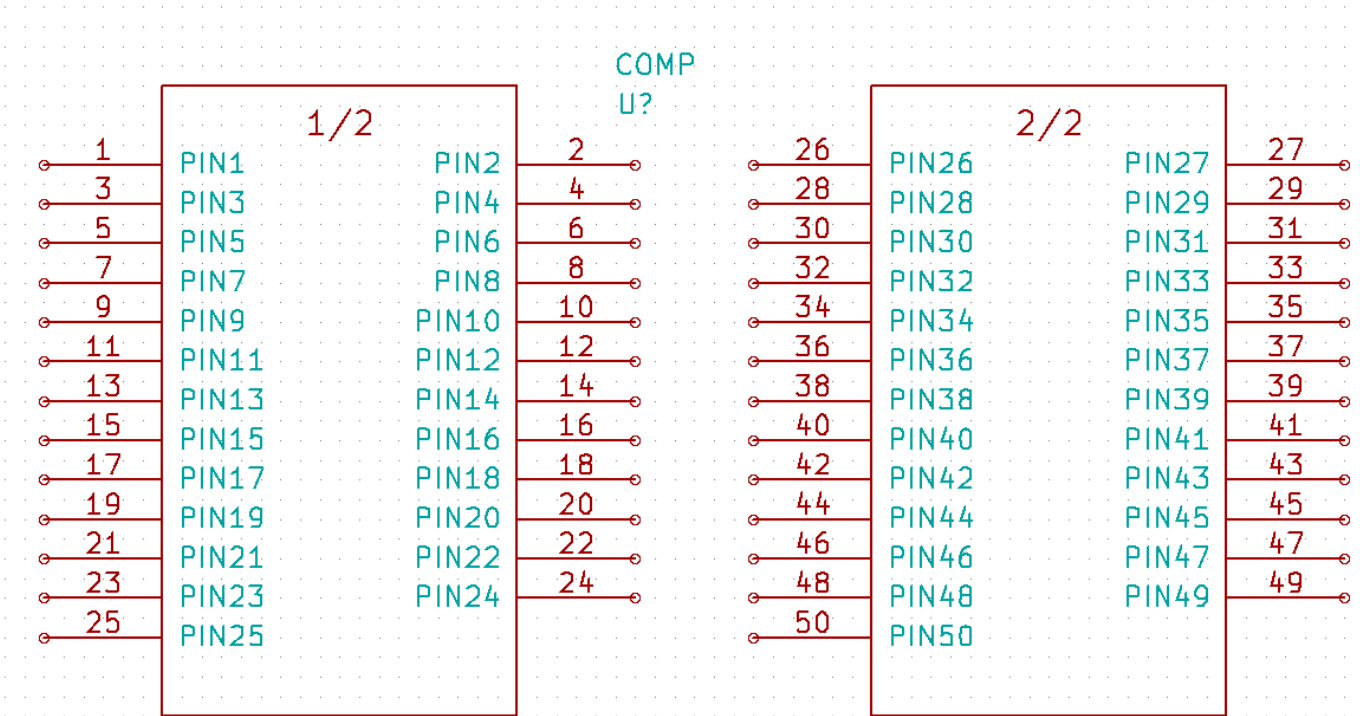 COMP
U?
1/2
1 PIN1 PIN2 2
3 PIN3 PIN4 4
5 PIN5 PIN6 6
7 PIN7 PIN8 8
9 PIN9 PIN10 10
11 PIN11 PIN12 12
13 PIN13 PIN14 14
15 PIN15 PIN16 16
17 PIN17 PIN18 18
19 PIN19 PIN20 20
21 PIN21 PIN22 22
23 PIN23 PIN24 24
25 PIN25
2/2
26 PIN26 PIN27 27
28 PIN28 PIN29 29
30 PIN30 PIN31 31
32 PIN32 PIN33 33
34 PIN34 PIN35 35
36 PIN36 PIN37 37
38 PIN38 PIN39 39
40 PIN40 PIN41 41
42 PIN42 PIN43 43
44 PIN44 PIN45 45
46 PIN46 PIN47 47
48 PIN48 PIN49 49
50 PIN50